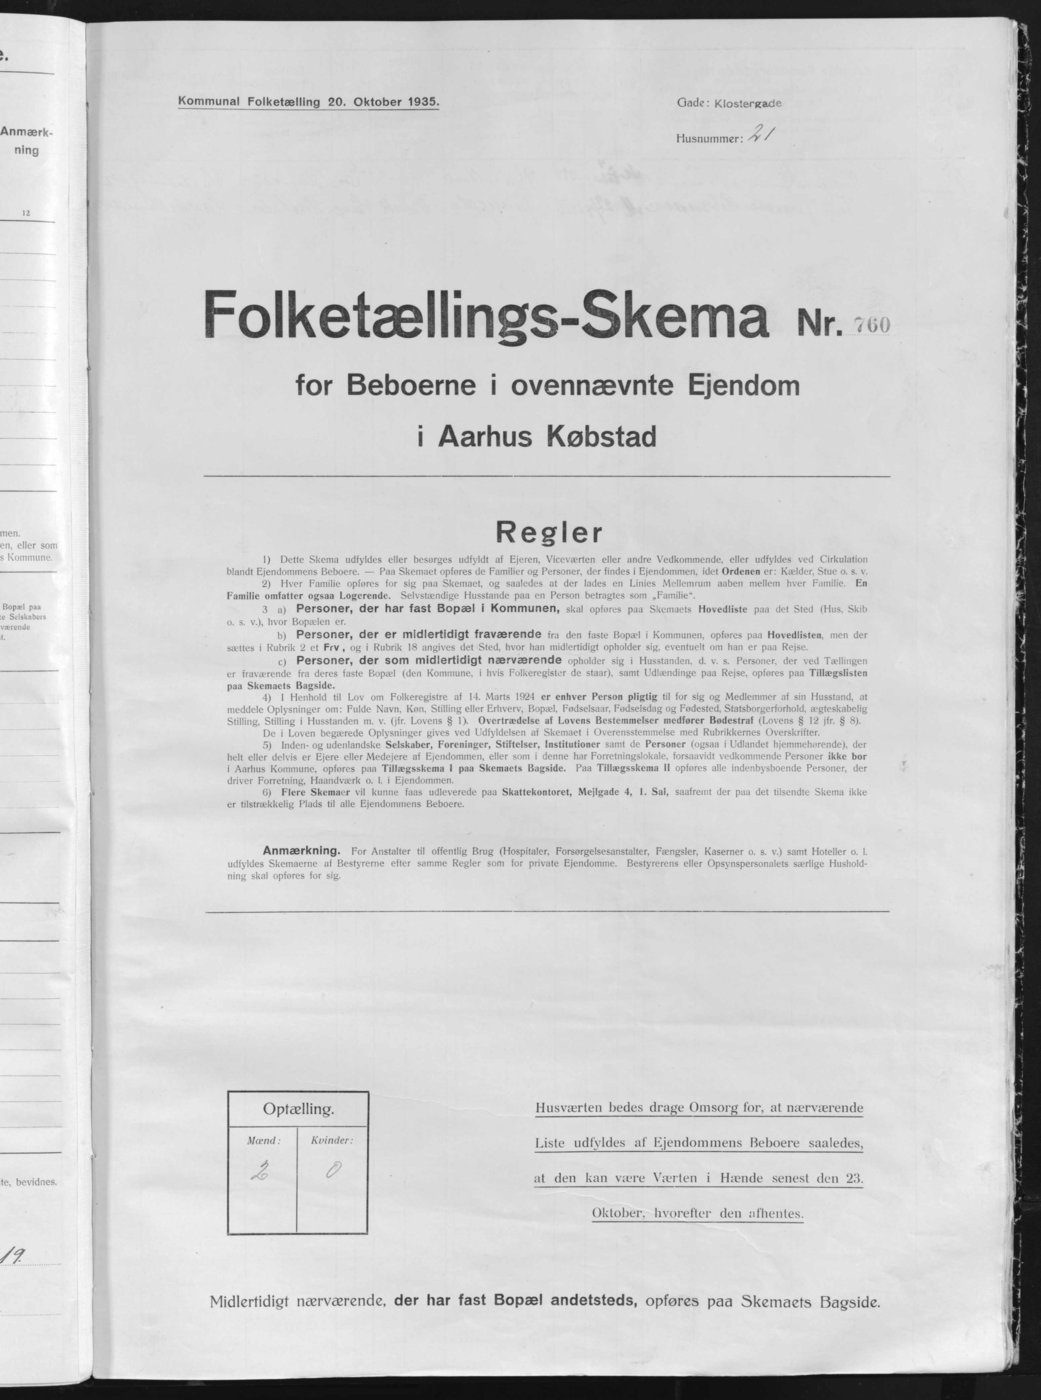 e.
Anmærk-
ning
12
men.
en, eller som
s Kommune.
Bopæl paa
te Selskabers
værende
te, bevidnes.
19.
Kommunal Folketælling 20. Oktober 1935.
Gade: Klostergade
Husnummer: 21
Folketællings-Skema Nr. 760
for Beboerne i ovennævnte Ejendom
i Aarhus Købstad
Regler
1) Dette Skema udfyldes eller besørges udfyldt af Ejeren, Viceværten eller andre Vedkommende, eller udfyldes ved Cirkulation
blandt Ejendommens Beboere. — Paa Skemaet opføres de Familier og Personer, der findes i Ejendommen, idet Ordenen er: Kælder, Stue o. s. v.
2) Hver Familie opføres for sig paa Skemaet, og saaledes at der lades en Linies Mellemrum aaben mellem hver Familie. En
Familie omfatter ogsaa Logerende. Selvstændige Husstande paa en Person betragtes som „Familie“.
3 a) Personer, der har fast Bopæl i Kommunen, skal opføres paa Skemaets Hovedliste paa det Sted (Hus, Skib
o. s. v.), hvor Bopælen er.
b) Personer, der er midlertidigt fraværende fra den faste Bopæl i Kommunen, opføres paa Hovedlisten, men der
sættes i Rubrik 2 et Frv., og i Rubrik 18 angives det Sted, hvor han midlertidigt opholder sig, eventuelt om han er paa Rejse.
c) Personer, der som midlertidigt nærværende opholder sig i Husstanden, d. v. s. Personer, der ved Tællingen
er fraværende fra deres faste Bopæl (den Kommune, i hvis Folkeregister de staar), samt Udlændinge paa Rejse, opføres paa Tillægslisten
paa Skemaets Bagside.
4) I Henhold til Lov om Folkeregistre af 14. Marts 1924 er enhver Person pligtig til for sig og Medlemmer af sin Husstand, at
meddele Oplysninger om: Fulde Navn, Køn, Stilling eller Erhverv, Bopæl, Fødselsaar, Fødselsdag og Fødested, Statsborgerforhold, ægteskabelig
Stilling, Stilling i Husstanden m. v. (jfr. Lovens § 1). Overtrædelse af Lovens Bestemmelser medfører Bødestraf (Lovens § 12 jfr. § 8).
De i Loven begærede Oplysninger gives ved Udfyldelsen af Skemaet i Overensstemmelse med Rubrikkernes Overskrifter.
5) Inden- og udenlandske Selskaber, Foreninger, Stiftelser, Institutioner samt de Personer (ogsaa i Udlandet hjemmehørende), der
helt eller delvis er Ejere eller Medejere af Ejendommen, eller som i denne har Forretningslokale, forsaavidt vedkommende Personer ikke bor
i Aarhus Kommune, opføres paa Tillægsskema I paa Skemaets Bagside. Paa Tillægsskema II opføres alle indenbysboende Personer, der
driver Forretning, Haandværk o. l. i Ejendommen.
6) Flere Skemaer vil kunne faas udleverede paa Skattekontoret, Mejlgade 4, 1. Sal, saafremt der paa det tilsendte Skema ikke
er tilstrækkelig Plads til alle Ejendommens Beboere.
Anmærkning. For Anstalter til offentlig Brug (Hospitaler, Forsørgelsesanstalter, Fængsler, Kaserner o. s. v.) samt Hoteller o. l.
udfyldes Skemaerne af Bestyrerne efter samme Regler som for private Ejendomme. Bestyrerens eller Opsynspersonalets særlige Hushold-
ning skal opføres for sig.
Optælling.
Mænd: Kvinder:
2 0
Husværten bedes drage Omsorg for, at nærværende
Liste udfyldes af Ejendommens Beboere saaledes,
at den kan være Værten i Hænde senest den 23.
Oktober, hvorefter den afhentes.
Midlertidigt nærværende, der har fast Bopæl andetsteds, opføres paa Skemaets Bagside.